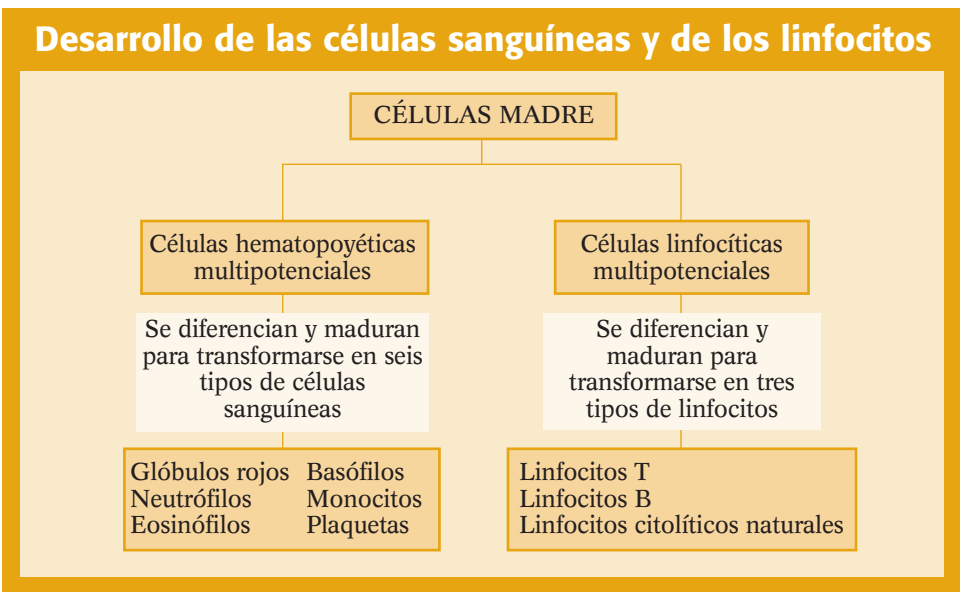 Desarrollo de las células sanguíneas y de los linfocitos
CÉLULAS MADRE
Células hematopoyéticas
multipotenciales
Se diferencian y maduran
para transformarse en seis
tipos de células
sanguíneas
Glóbulos rojos Basófilos
Neutrófilos Monocitos
Eosinófilos Plaquetas
Células linfocíticas
multipotenciales
Se diferencian y
maduran para
transformarse en tres
tipos de linfocitos
Linfocitos T
Linfocitos B
Linfocitos citolíticos naturales